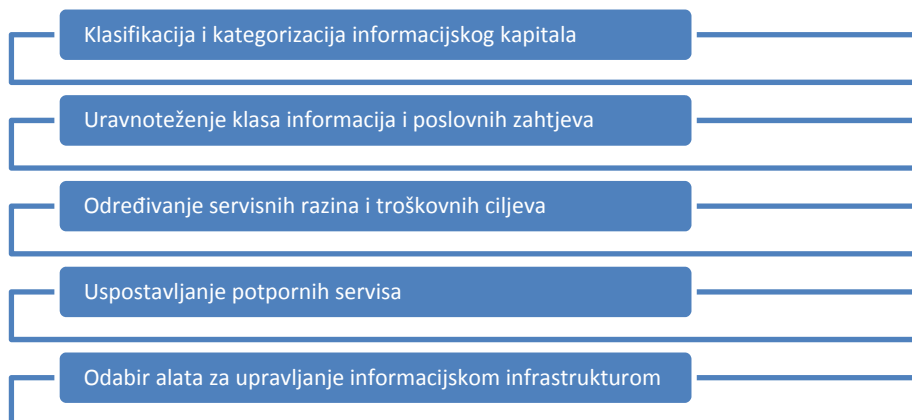 Klasifikacija i kategorizacija informacijskog kapitala
Uravnoteženje klasa informacija i poslovnih zahtjeva
Određivanje servisnih razina i troškovnih ciljeva
Uspostavljanje potpornih servisa
Odabir alata za upravljanje informacijskom infrastrukturom